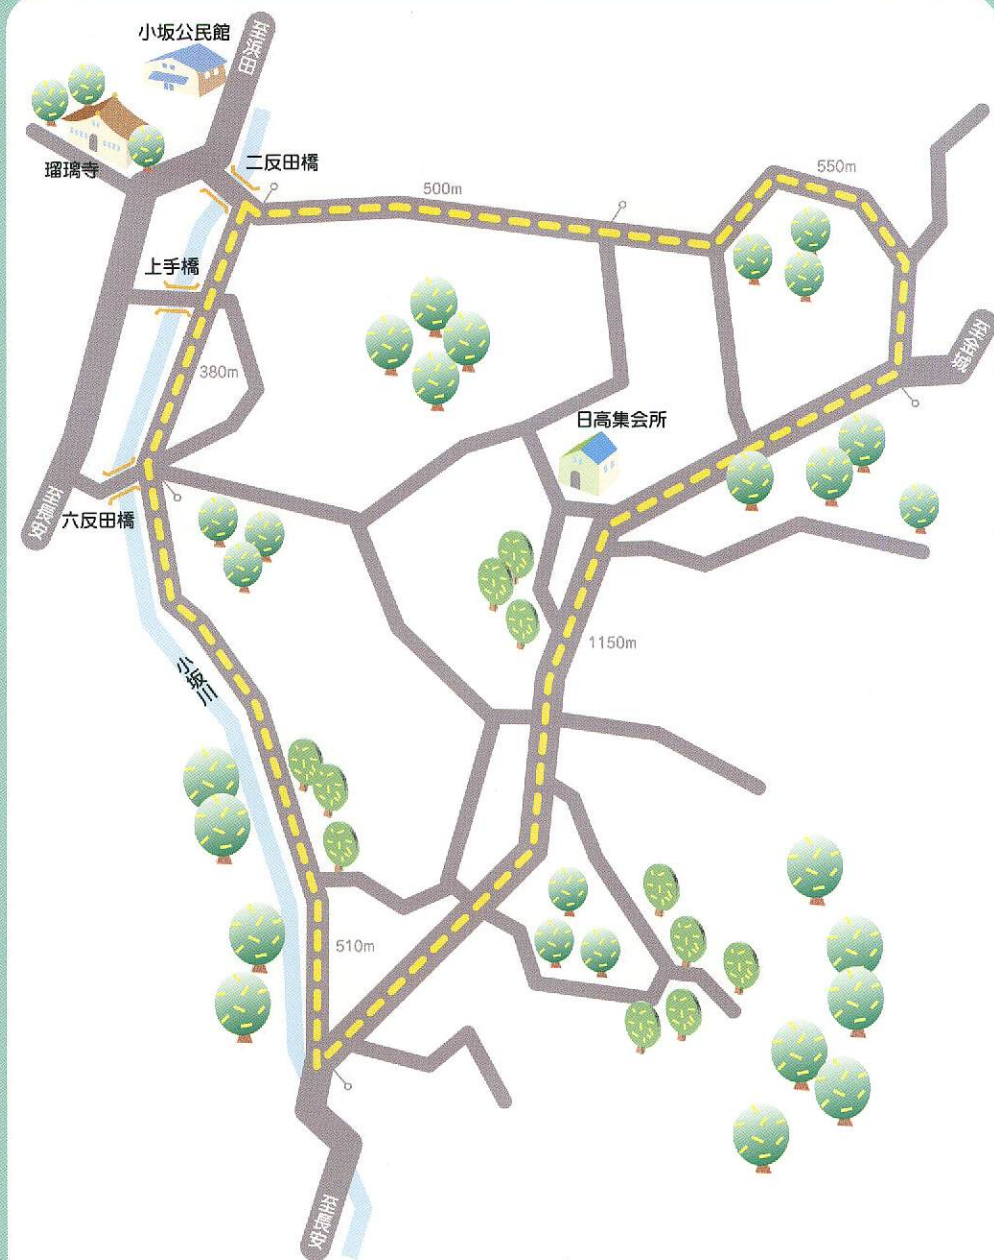 小坂公民館
至浜田
瑠璃寺
二反田橋
500m
550m
上手橋
至金城
380m
日高集会所
至長安
六反田橋
1150m
小坂川
510m
至長安